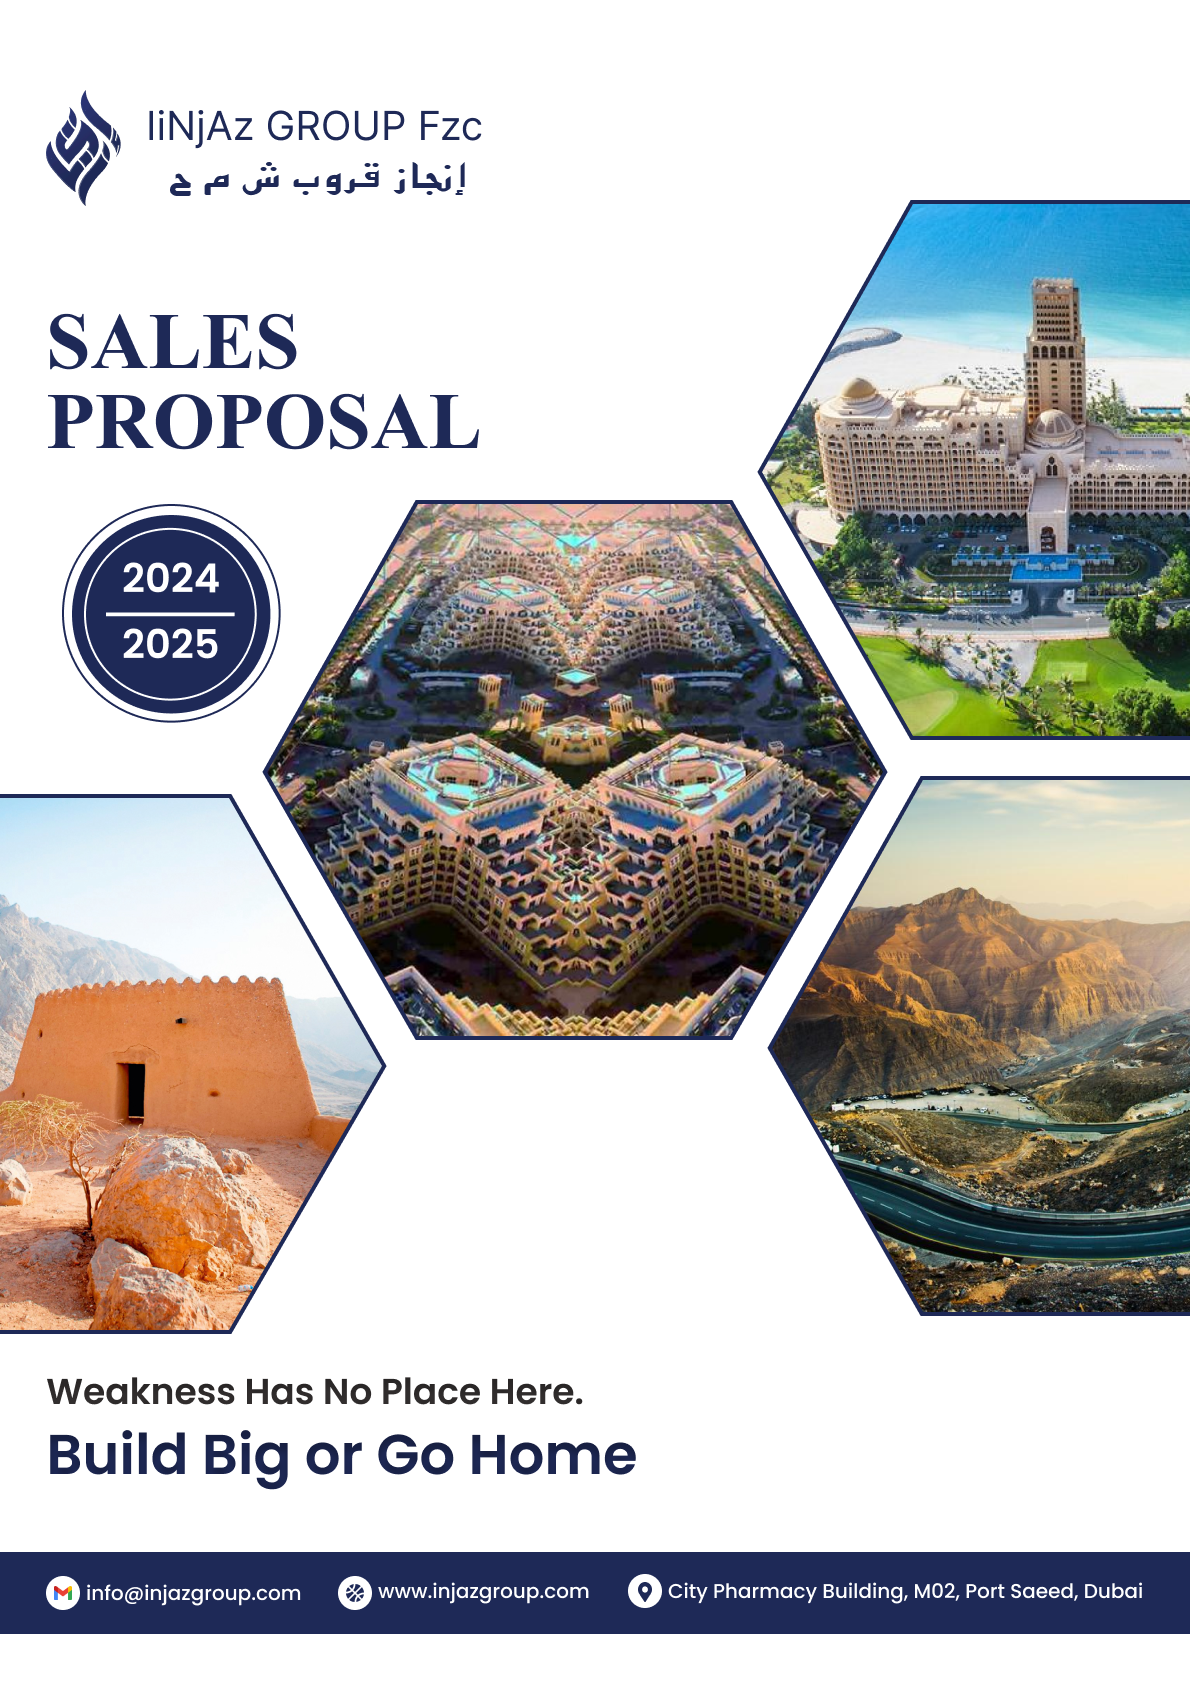 IiNjAz GROUP Fzc
إنجاز قروب ش م ح
SALES
PROPOSAL
2024
2025
Weakness Has No Place Here.
Build Big or Go Home
info@injazgroup.com
www.injazgroup.com
City Pharmacy Building, M02, Port Saeed, Dubai